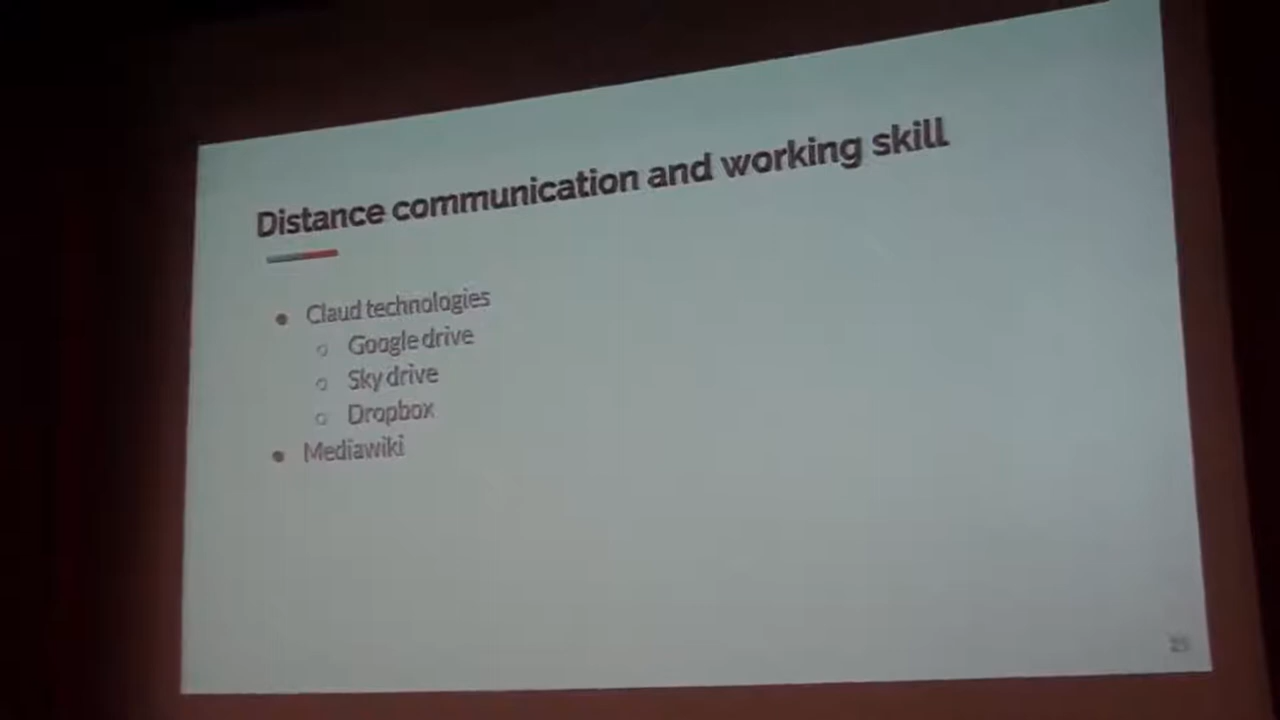 Distance communication and working skill
Claud technologies
Google drive
Sky drive
Dropbox
Mediawiki